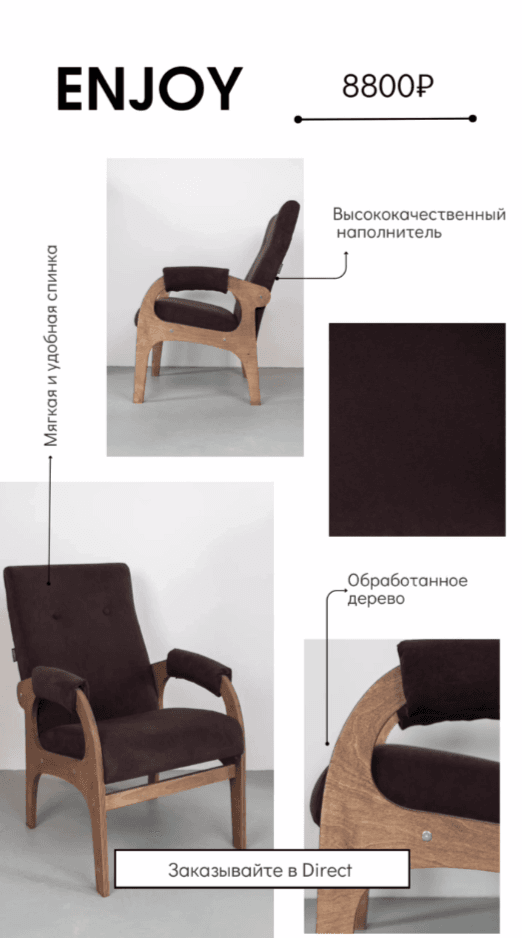 ENJOY
8800₽
Высококачественный
наполнитель
Мягкая и удобная спинка
Обработанное
дерево
Заказывайте в Direct